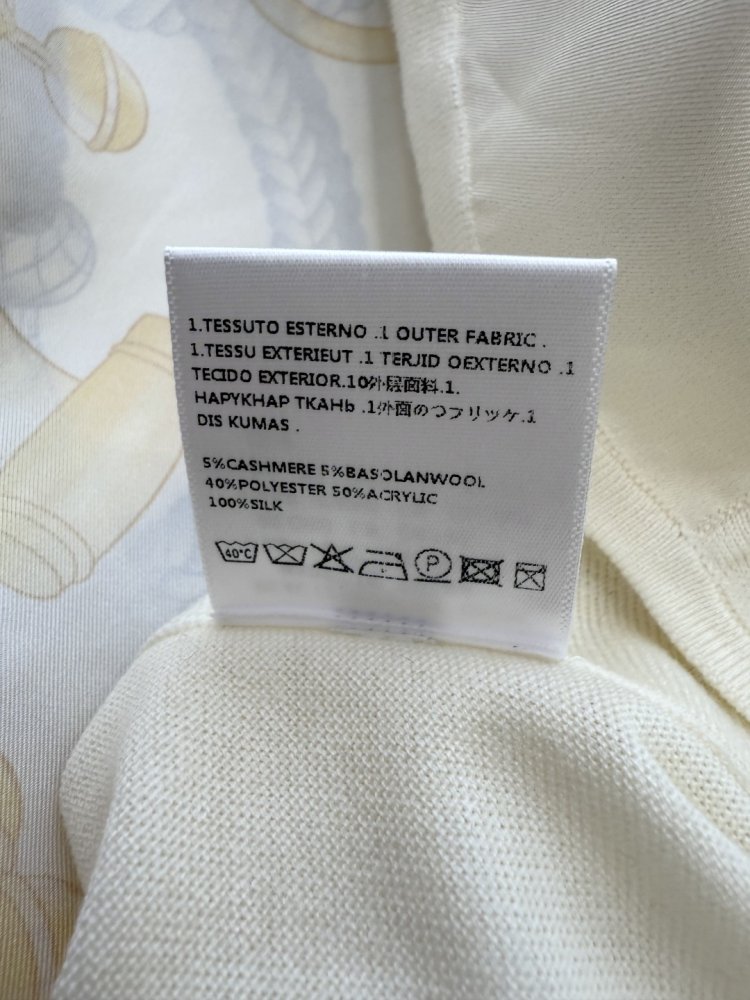 1.TESSUTO ESTERNO .1 OUTER FABRIC .
1.TESSU EXTERIEUT .1 TERJID OEXTERNO .1
TECIDO EXTERIOR.10外层面料.1.
HAPYKHAP TKAHb .1外面のつフリッケ.1
DIS KUMAS .
5%CASHMERE 5%BASOLANWOOL
40%POLYESTER 50%ACRYLIC
100%SILK
40°C P